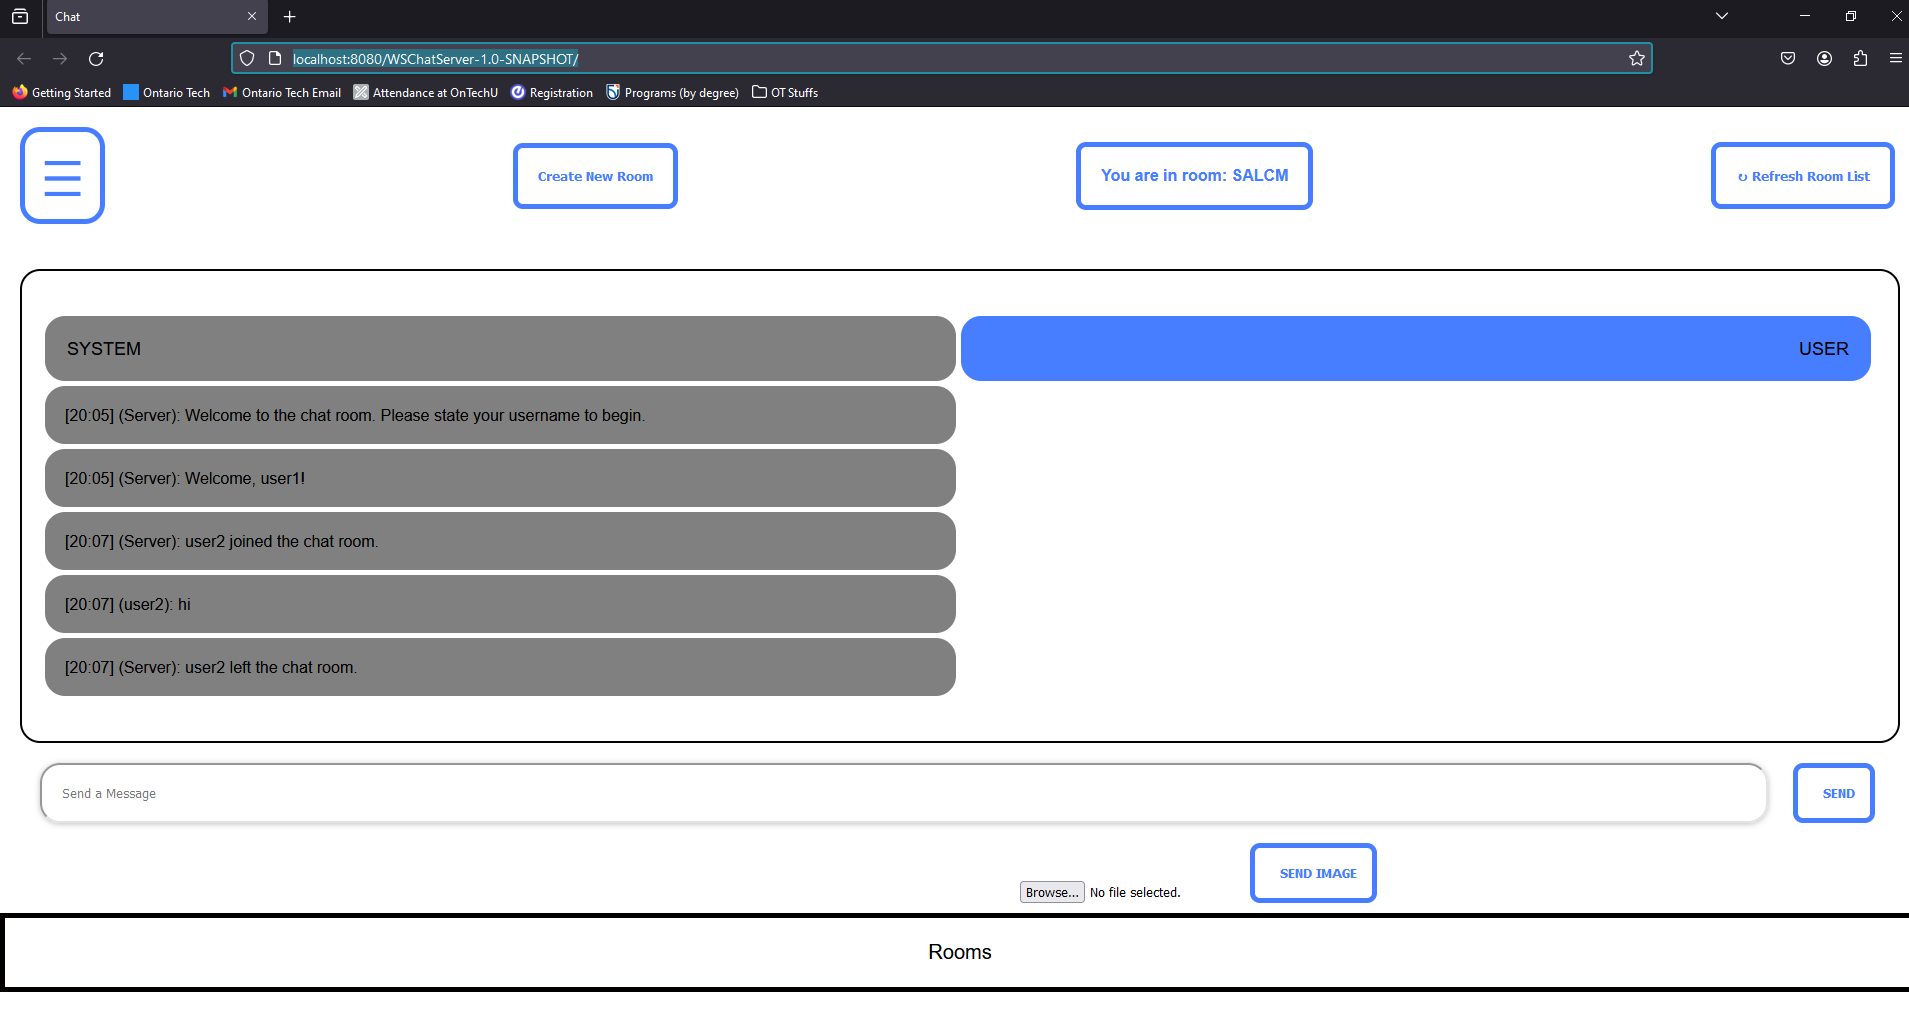 Chat
localhost:8080/WSChatServer-1.0-SNAPSHOT/
Getting Started Ontario Tech Ontario Tech Email Attendance at OnTechU Registration Programs (by degree) OT Stuffs
Create New Room You are in room: SALCM ↻ Refresh Room List
SYSTEM USER
[20:05] (Server): Welcome to the chat room. Please state your username to begin.
[20:05] (Server): Welcome, user1!
[20:07] (Server): user2 joined the chat room.
[20:07] (user2): hi
[20:07] (Server): user2 left the chat room.
Send a Message SEND
SEND IMAGE
Browse... No file selected.
Rooms